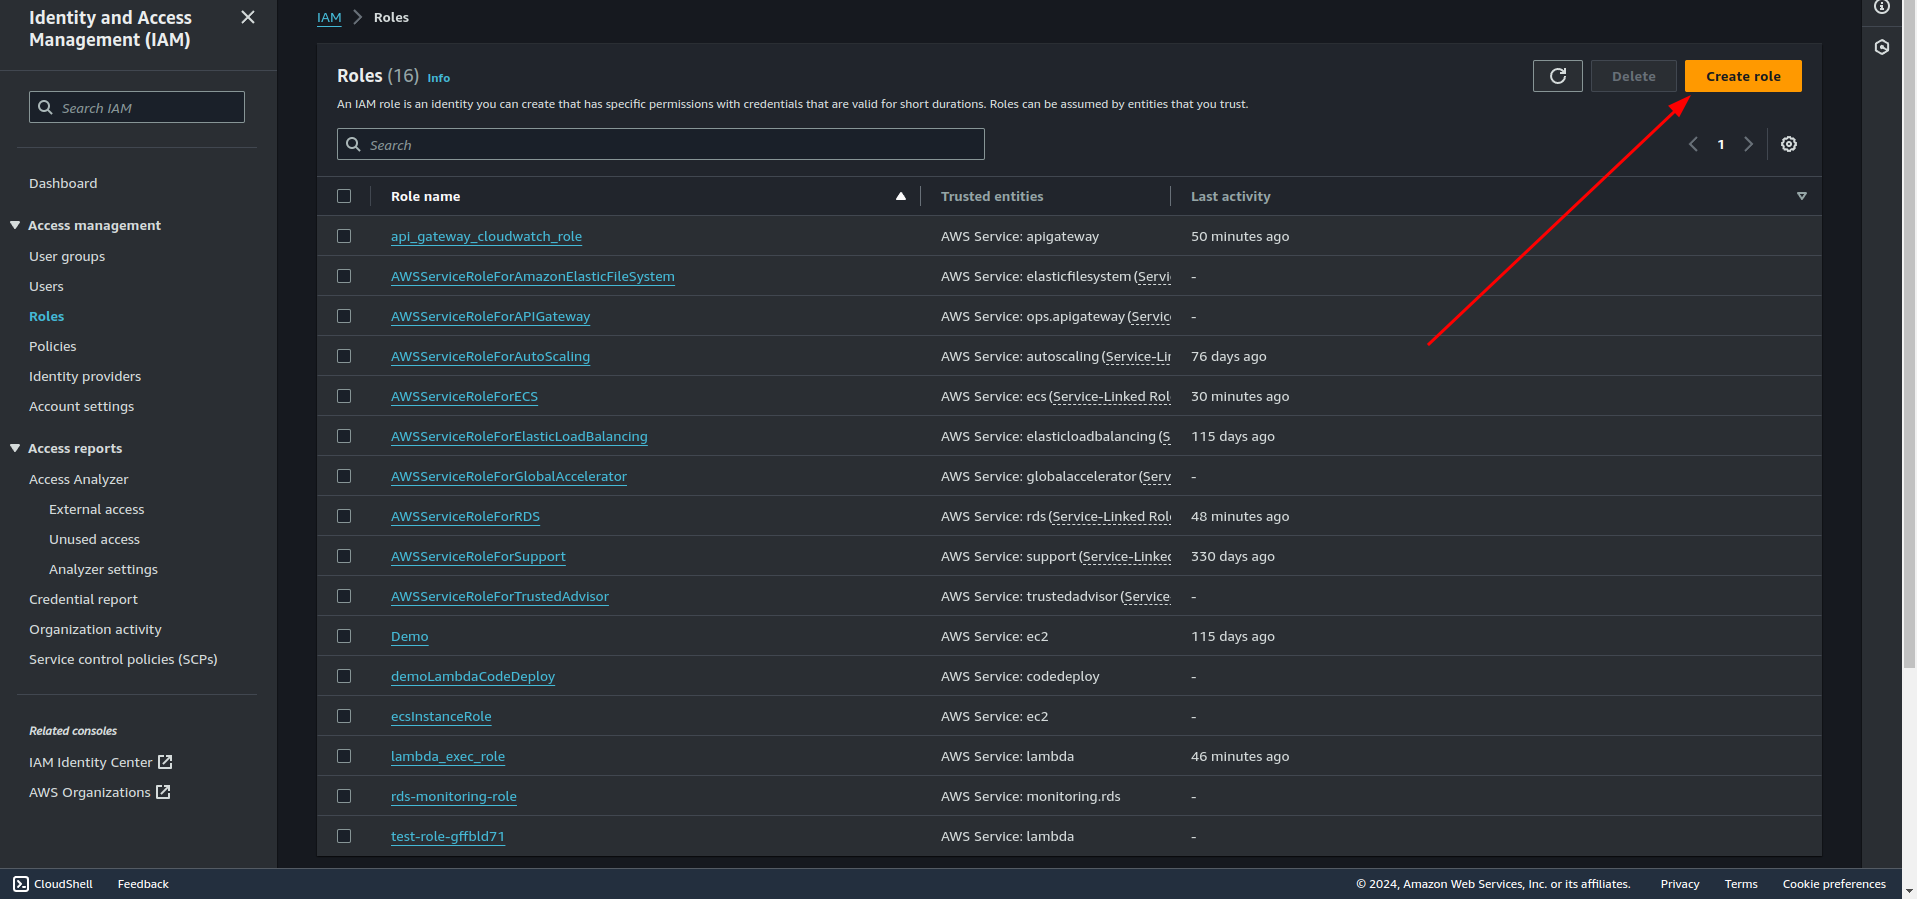 Identity and Access
Management (IAM)
Search IAM
Dashboard
Access management
User groups
Users
Roles
Policies
Identity providers
Account settings
Access reports
Access Analyzer
External access
Unused access
Analyzer settings
Credential report
Organization activity
Service control policies (SCPs)
Related consoles
IAM Identity Center
AWS Organizations
IAM > Roles
Roles (16) Info
Delete
Create role
An IAM role is an identity you can create that has specific permissions with credentials that are valid for short durations. Roles can be assumed by entities that you trust.
Search
1
Role name Trusted entities Last activity
api_gateway_cloudwatch_role AWS Service: apigateway 50 minutes ago
AWSServiceRoleForAmazonElasticFileSystem AWS Service: elasticfilesystem (Servi -
AWSServiceRoleForAPIGateway AWS Service: ops.apigateway (Servic -
AWSServiceRoleForAutoScaling AWS Service: autoscaling (Service-Lin 76 days ago
AWSServiceRoleForECS AWS Service: ecs (Service-Linked Rol 30 minutes ago
AWSServiceRoleForElasticLoadBalancing AWS Service: elasticloadbalancing (S 115 days ago
AWSServiceRoleForGlobalAccelerator AWS Service: globalaccelerator (Serv -
AWSServiceRoleForRDS AWS Service: rds (Service-Linked Role 48 minutes ago
AWSServiceRoleForSupport AWS Service: support (Service-Linked 330 days ago
AWSServiceRoleForTrustedAdvisor AWS Service: trustedadvisor (Service- -
Demo AWS Service: ec2 115 days ago
demoLambdaCodeDeploy AWS Service: codedeploy -
ecsInstanceRole AWS Service: ec2 -
lambda_exec_role AWS Service: lambda 46 minutes ago
rds-monitoring-role AWS Service: monitoring.rds -
test-role-gffbld71 AWS Service: lambda -
CloudShell Feedback © 2024, Amazon Web Services, Inc. or its affiliates. Privacy Terms Cookie preferences